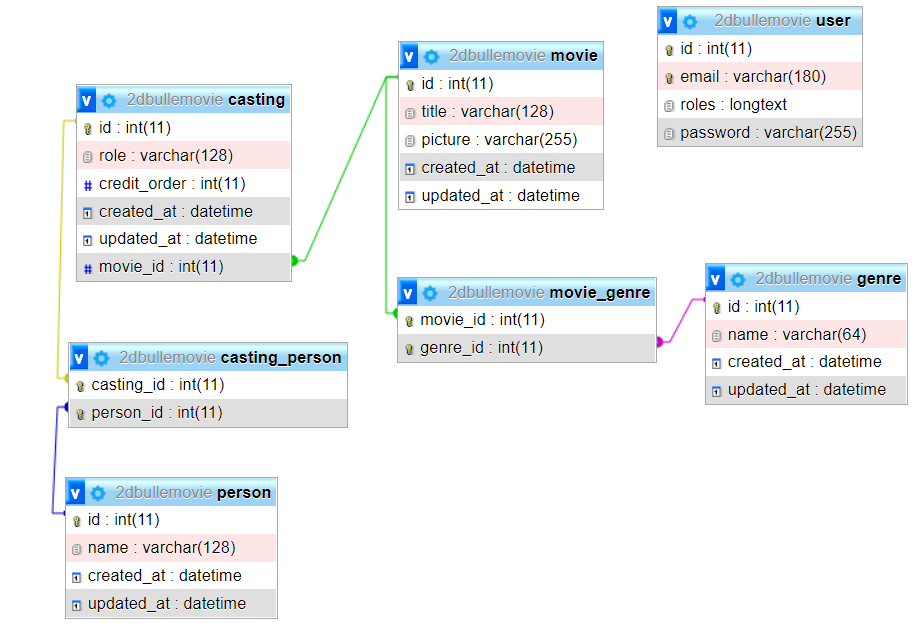 2dbullemovie casting
id : int(11)
role : varchar(128)
credit_order : int(11)
created_at : datetime
updated_at : datetime
movie_id : int(11)
2dbullemovie movie
id : int(11)
title : varchar(128)
picture : varchar(255)
created_at : datetime
updated_at : datetime
2dbullemovie user
id : int(11)
email : varchar(180)
roles : longtext
password : varchar(255)
2dbullemovie movie_genre
movie_id : int(11)
genre_id : int(11)
2dbullemovie genre
id : int(11)
name : varchar(64)
created_at : datetime
updated_at : datetime
2dbullemovie casting_person
casting_id : int(11)
person_id : int(11)
2dbullemovie person
id : int(11)
name : varchar(128)
created_at : datetime
updated_at : datetime